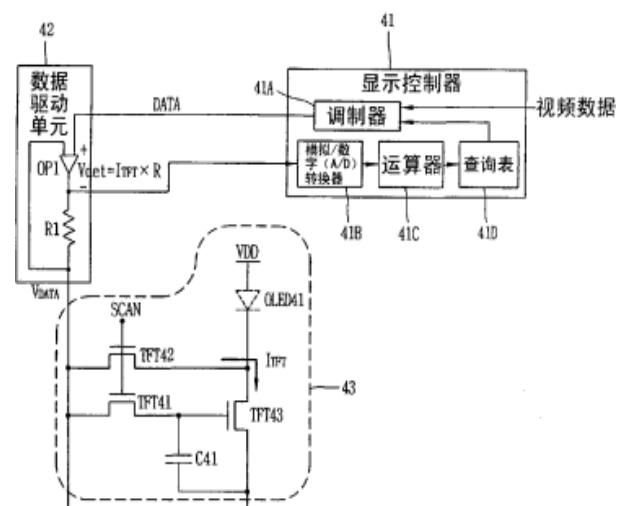 42
数据
驱动
单元
OP1
+
-
Vdet=ITFT×R
R1
VDATA
DATA
41
显示控制器
41A
调制器
视频数据
模拟/数
字(A/D)
转换器
运算器
查询表
41B
41C
41D
VDD
OLED41
SCAN
TFT42
ITFT
TFT41
TFT43
43
C41